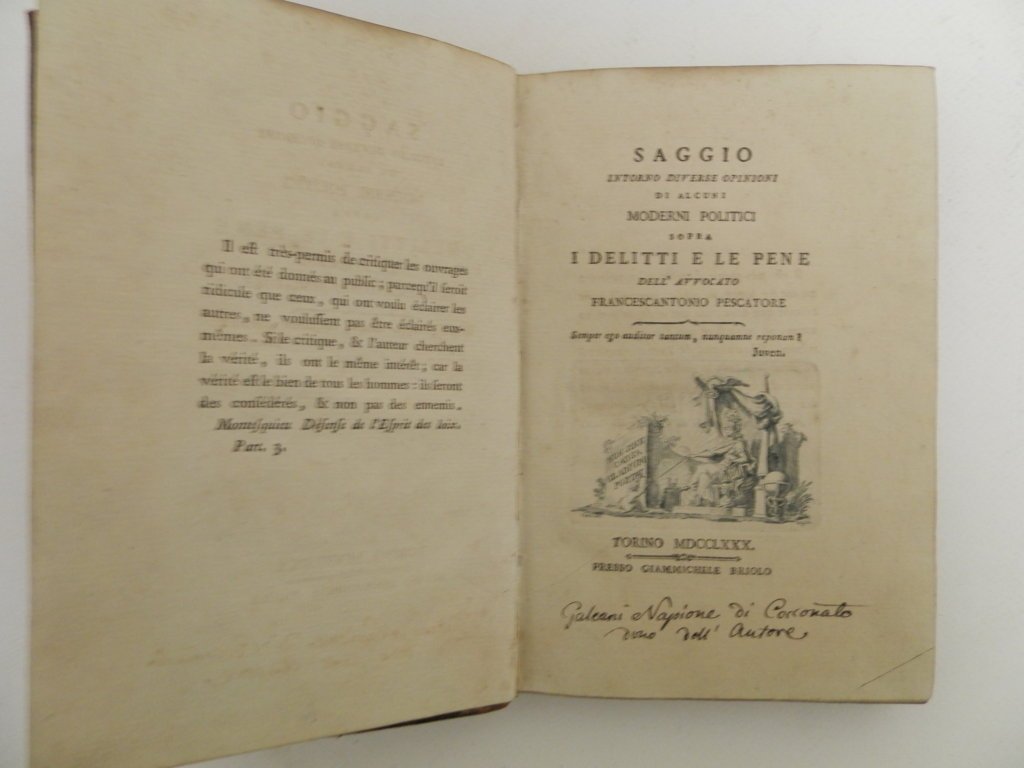 Il est très-permis de critiquer les ouvrages
qui ont été donnés au public; parcequ'il seroit
ridicule que ceux, qui ont voulu éclairer les
autres, ne voulussent pas être éclairés eux-
mêmes. Si le critique, & l'auteur cherchent
la vérité, ils ont le même intérêt; car la
vérité est le bien de tous les hommes: ils seront
des confédérés, & non pas des ennemis.
Montesquieu Défense de l'Esprit des loix.
Part. 3.
SAGGIO
INTORNO DIVERSE OPINIONI
DI ALCUNI
MODERNI POLITICI
SOPRA
I DELITTI E LE PENE
DELL' AVVOCATO
FRANCESCANTONIO PESCATORE
Semper ego auditor tantum, nunquamne reponam?
Juven.
TORINO MDCCLXXX.
PRESSO GIAMMICHELE BRIOLO
Galeani Napione di Coconato
dono dell' Autore